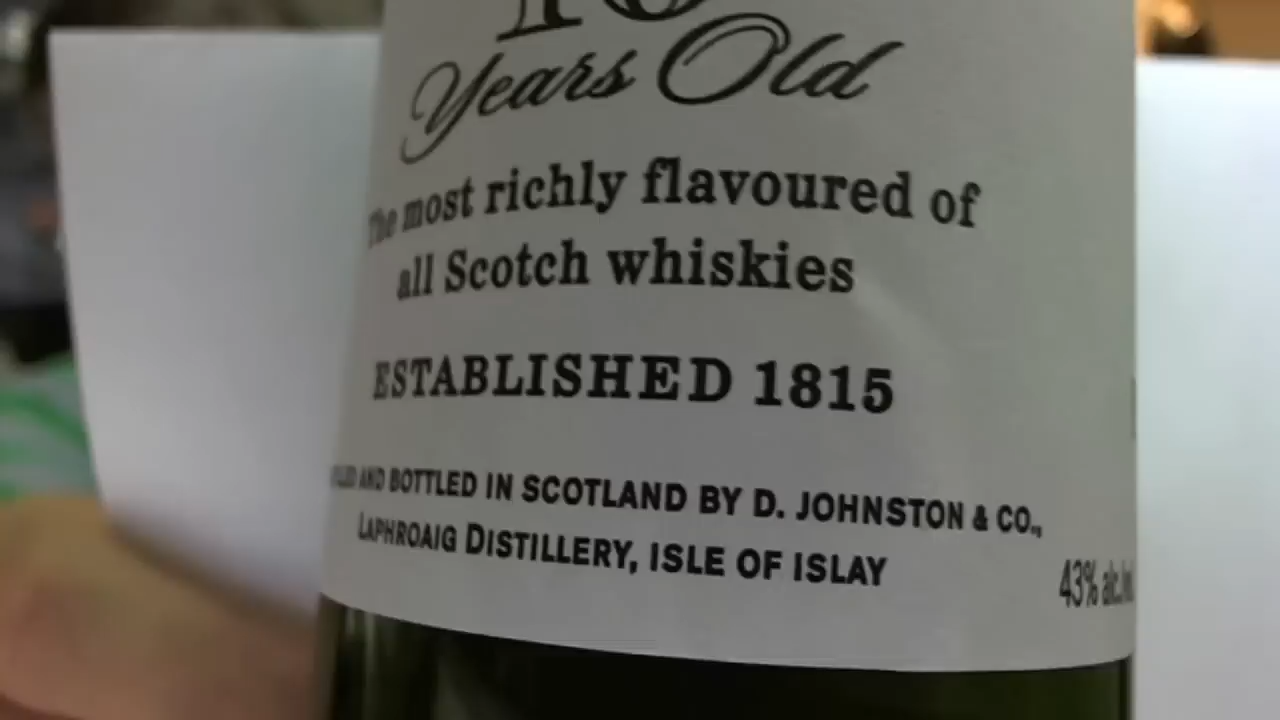 Years Old
The most richly flavoured of
all Scotch whiskies
ESTABLISHED 1815
AND BOTTLED IN SCOTLAND BY D. JOHNSTON & CO.,
LAPHROAIG DISTILLERY, ISLE OF ISLAY
43% alc.